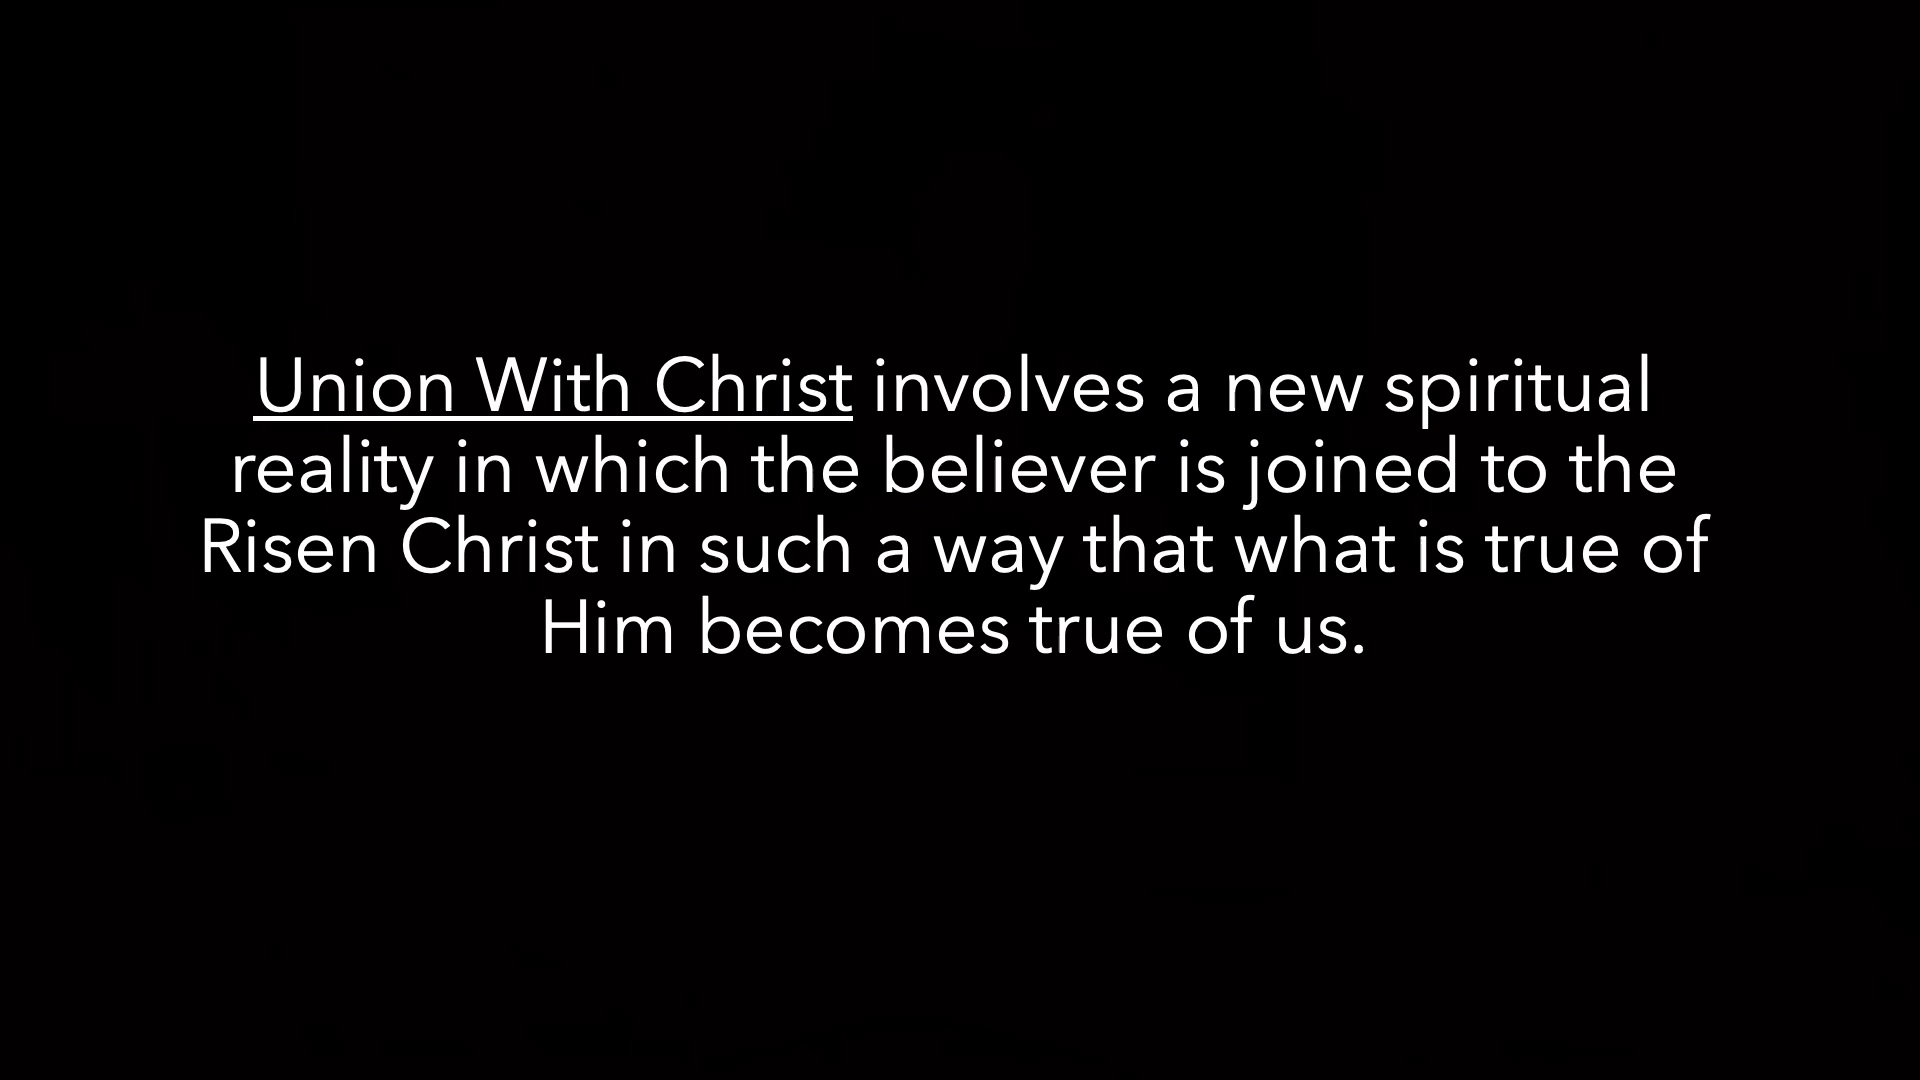 Union With Christ involves a new spiritual
reality in which the believer is joined to the
Risen Christ in such a way that what is true of
Him becomes true of us.